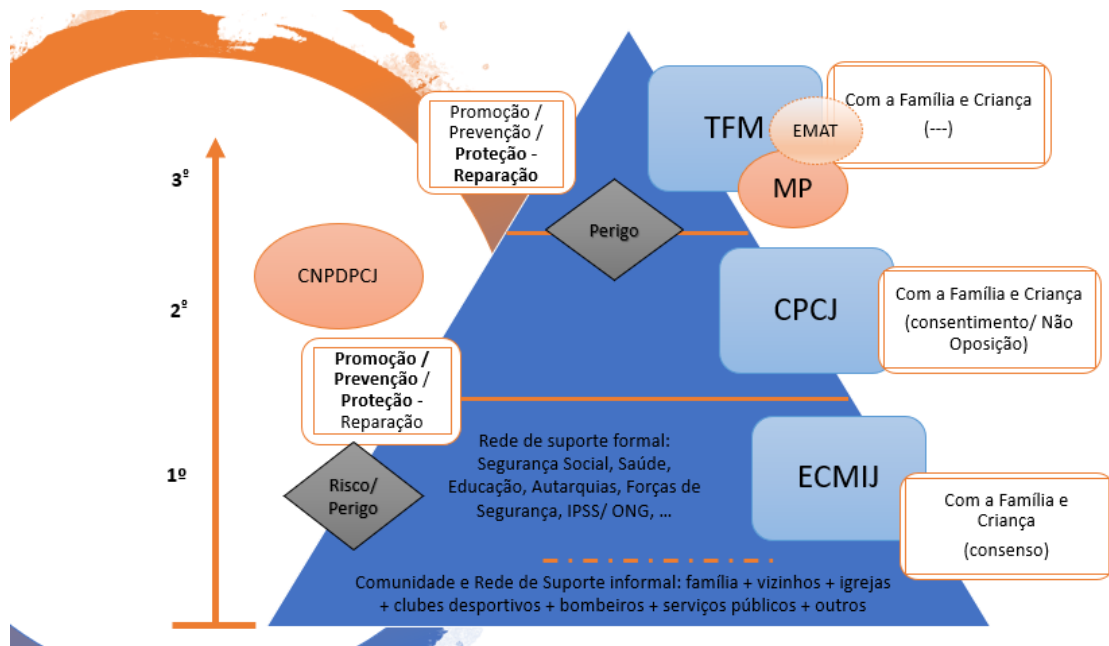 Promoção /
Prevenção /
Proteção -
Reparação
TFM
EMAT
MP
Com a Família e Criança
(---)
3º
Perigo
CNPDPCJ
2º
CPCJ
Com a Família e Criança
(consentimento/ Não
Oposição)
Promoção /
Prevenção /
Proteção -
Reparação
1º
Risco/
Perigo
Rede de suporte formal:
Segurança Social, Saúde,
Educação, Autarquias, Forças de
Segurança, IPSS/ ONG, ...
ECMIJ
Com a Família e
Criança
(consenso)
Comunidade e Rede de Suporte informal: família + vizinhos + igrejas
+ clubes desportivos + bombeiros + serviços públicos + outros